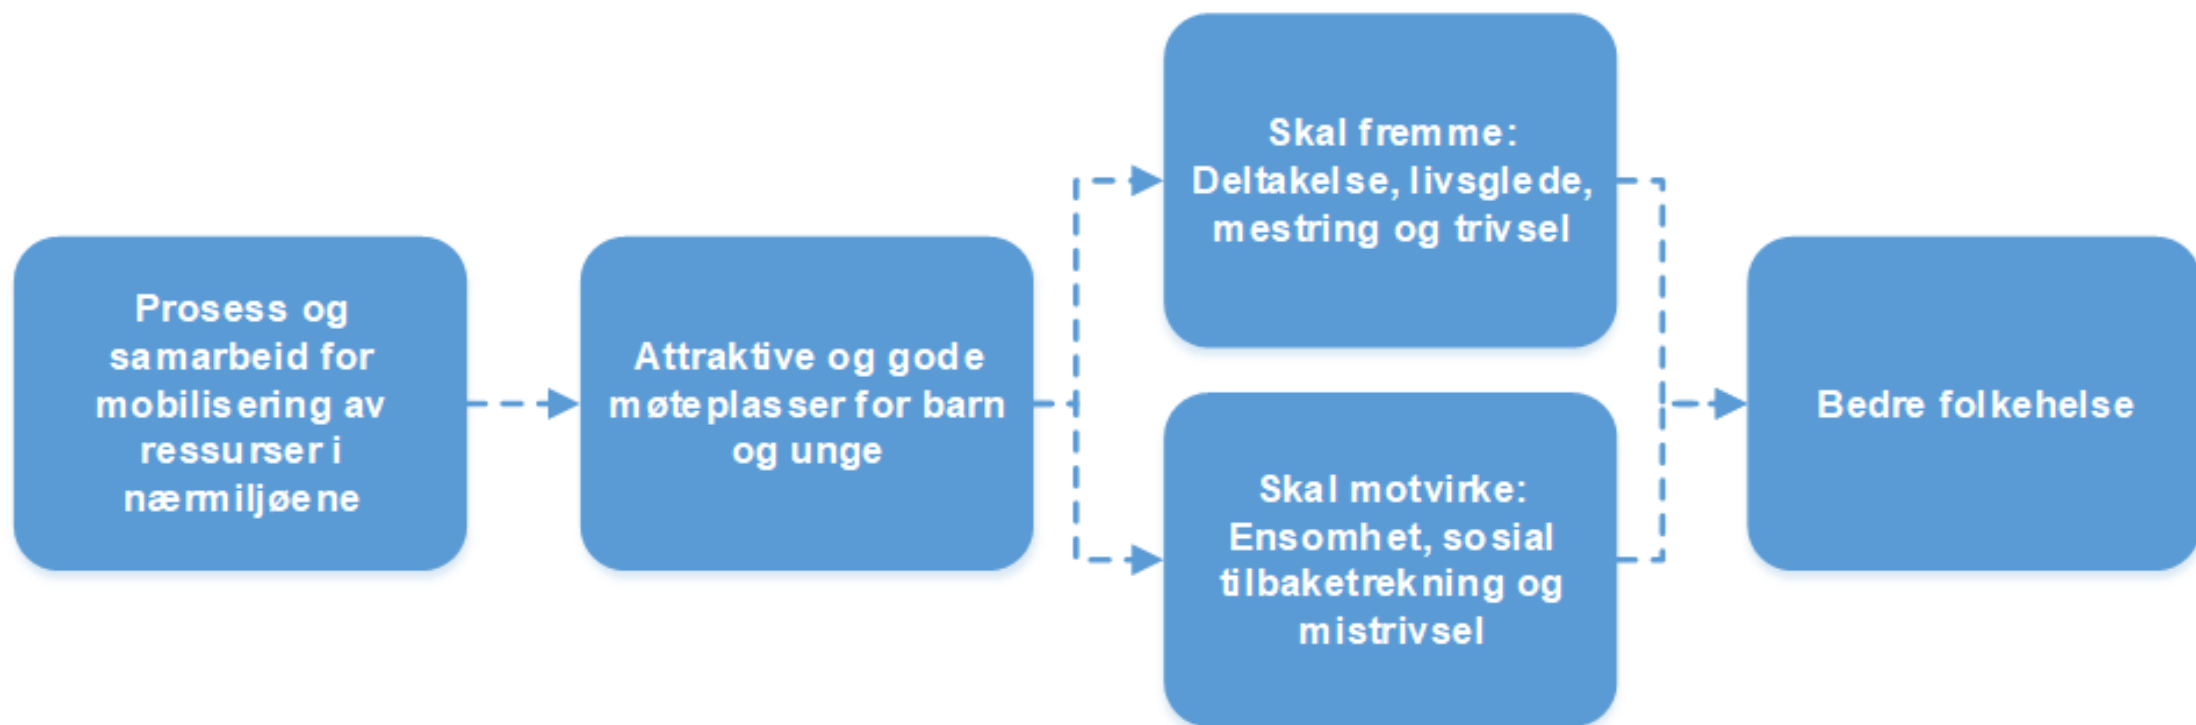 Prosess og
samarbeid for
mobilisering av
ressurser i
nærmiljøene
Attraktive og gode
møteplasser for barn
og unge
Skal fremme:
Deltakelse, livsglede,
mestring og trivsel
Skal motvirke:
Ensomhet, sosial
tilbaketrekning og
mistrivsel
Bedre folkehelse